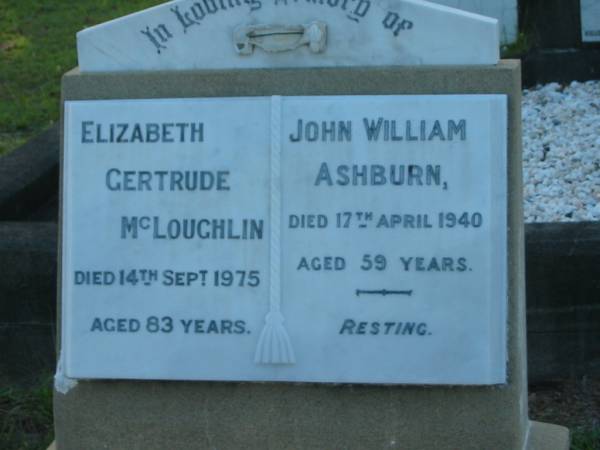 In Loving Memory of
ELIZABETH
GERTRUDE
McLOUGHLIN
DIED 14TH SEPT 1975
AGED 83 YEARS.
JOHN WILLIAM
ASHBURN,
DIED 17TH APRIL 1940
AGED 59 YEARS.
RESTING.